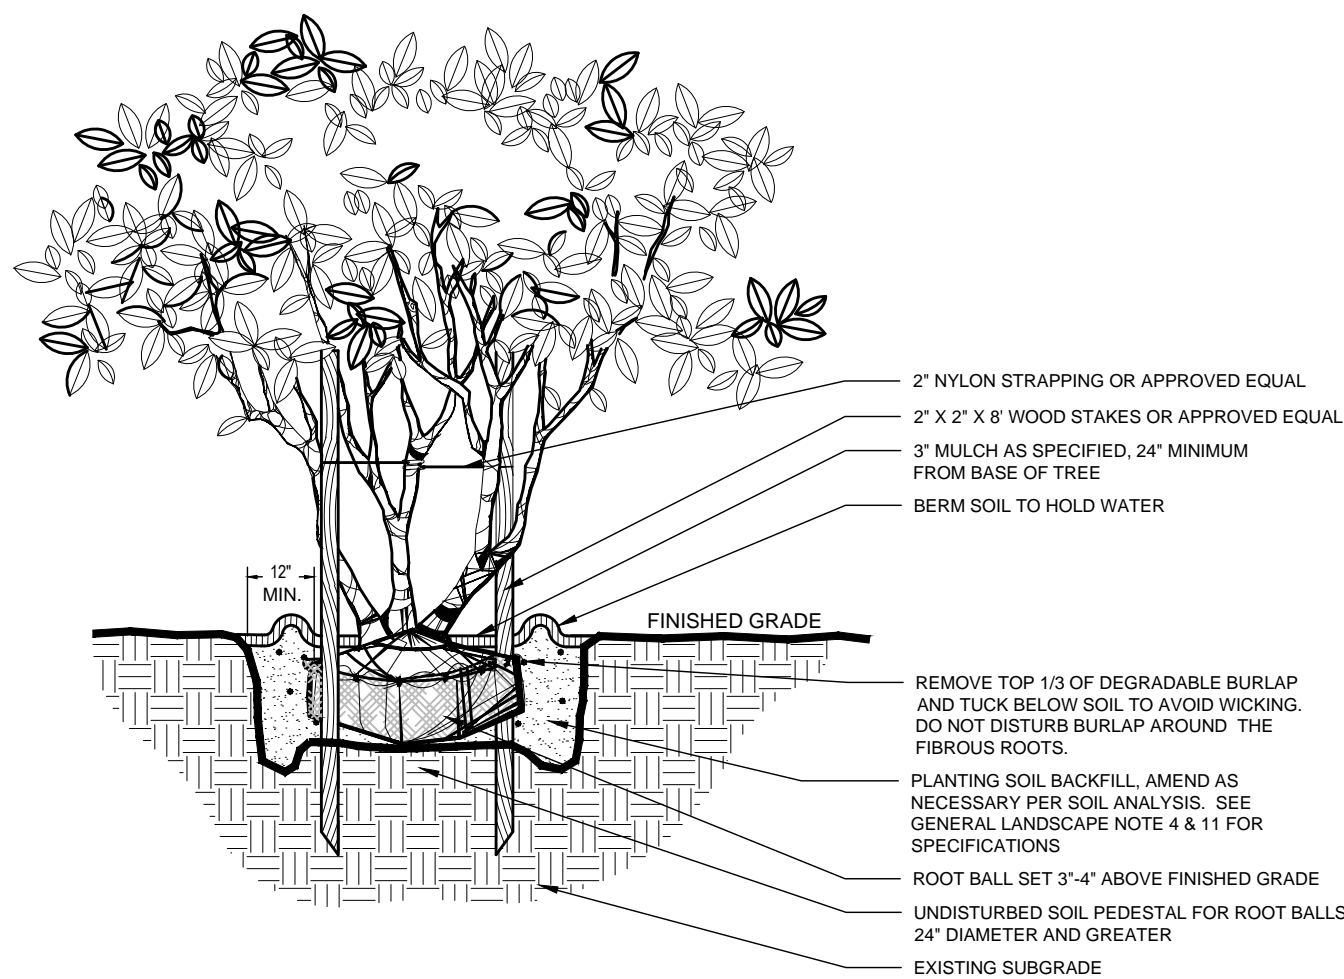 2" NYLON STRAPPING OR APPROVED EQUAL
2" X 2" X 8' WOOD STAKES OR APPROVED EQUAL
3" MULCH AS SPECIFIED, 24" MINIMUM
FROM BASE OF TREE
BERM SOIL TO HOLD WATER
12"
MIN.
FINISHED GRADE
REMOVE TOP 1/3 OF DEGRADABLE BURLAP
AND TUCK BELOW SOIL TO AVOID WICKING.
DO NOT DISTURB BURLAP AROUND THE
FIBROUS ROOTS.
PLANTING SOIL BACKFILL, AMEND AS
NECESSARY PER SOIL ANALYSIS. SEE
GENERAL LANDSCAPE NOTE 4 & 11 FOR
SPECIFICATIONS
ROOT BALL SET 3"-4" ABOVE FINISHED GRADE
UNDISTURBED SOIL PEDESTAL FOR ROOT BALLS
24" DIAMETER AND GREATER
EXISTING SUBGRADE